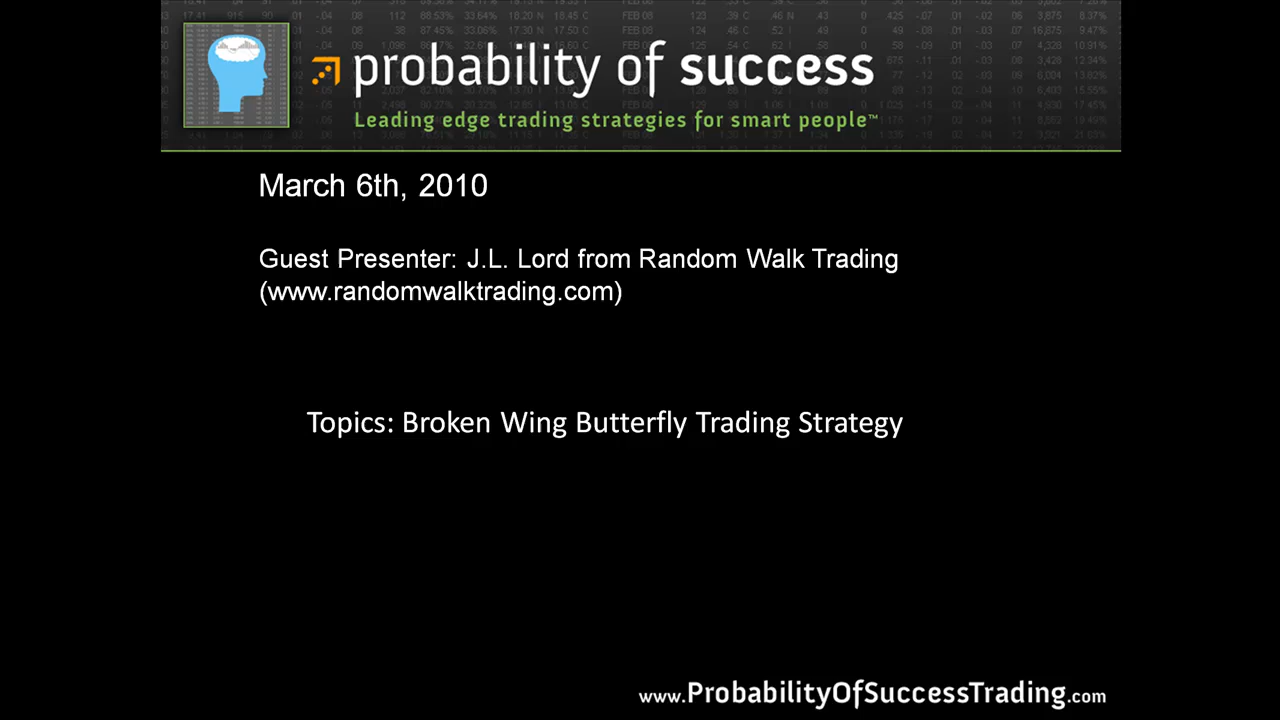 probability of success
Leading edge trading strategies for smart people™
March 6th, 2010
Guest Presenter: J.L. Lord from Random Walk Trading
(www.randomwalktrading.com)
Topics: Broken Wing Butterfly Trading Strategy
www.ProbabilityOfSuccessTrading.com